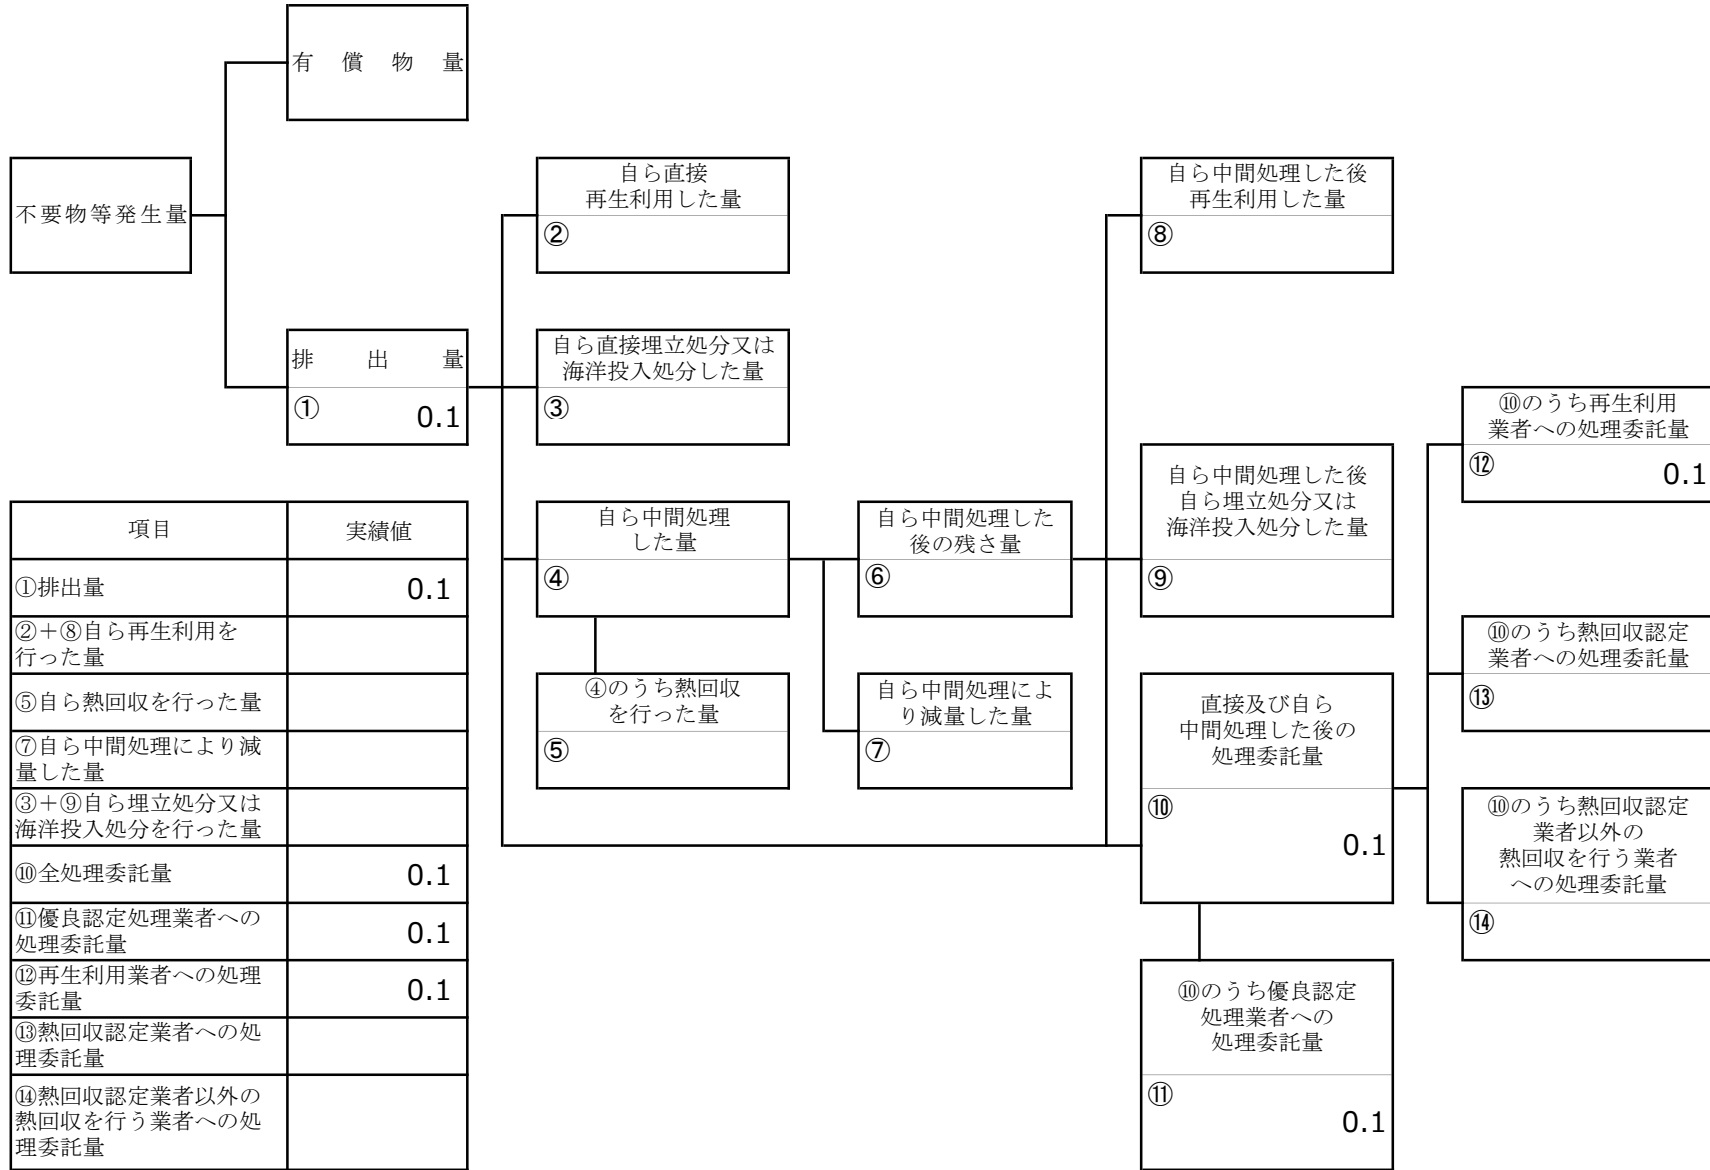 有償物量
不要物等発生量
自ら直接
再生利用した量
②
自ら中間処理した後
再生利用した量
⑧
排出量
① 0.1
自ら直接埋立処分又は
海洋投入処分した量
③
⑩のうち再生利用
業者への処理委託量
⑫ 0.1
自ら中間処理
した量
④
自ら中間処理した
後の残さ量
⑥
自ら中間処理した後
自ら埋立処分又は
海洋投入処分した量
⑨
⑩のうち熱回収認定
業者への処理委託量
⑬
④のうち熱回収
を行った量
⑤
自ら中間処理によ
り減量した量
⑦
直接及び自ら
中間処理した後の
処理委託量
⑩
0.1
⑩のうち熱回収認定
業者以外の
熱回収を行う業者
への処理委託量
⑭
⑩のうち優良認定
処理業者への
処理委託量
⑪
0.1
項目 実績値
①排出量 0.1
②+⑧自ら再生利用を
行った量
⑤自ら熱回収を行った量
⑦自ら中間処理により減
量した量
③+⑨自ら埋立処分又は
海洋投入処分を行った量
⑩全処理委託量 0.1
⑪優良認定処理業者への
処理委託量 0.1
⑫再生利用業者への処理
委託量 0.1
⑬熱回収認定業者への処
理委託量
⑭熱回収認定業者以外の
熱回収を行う業者への処
理委託量